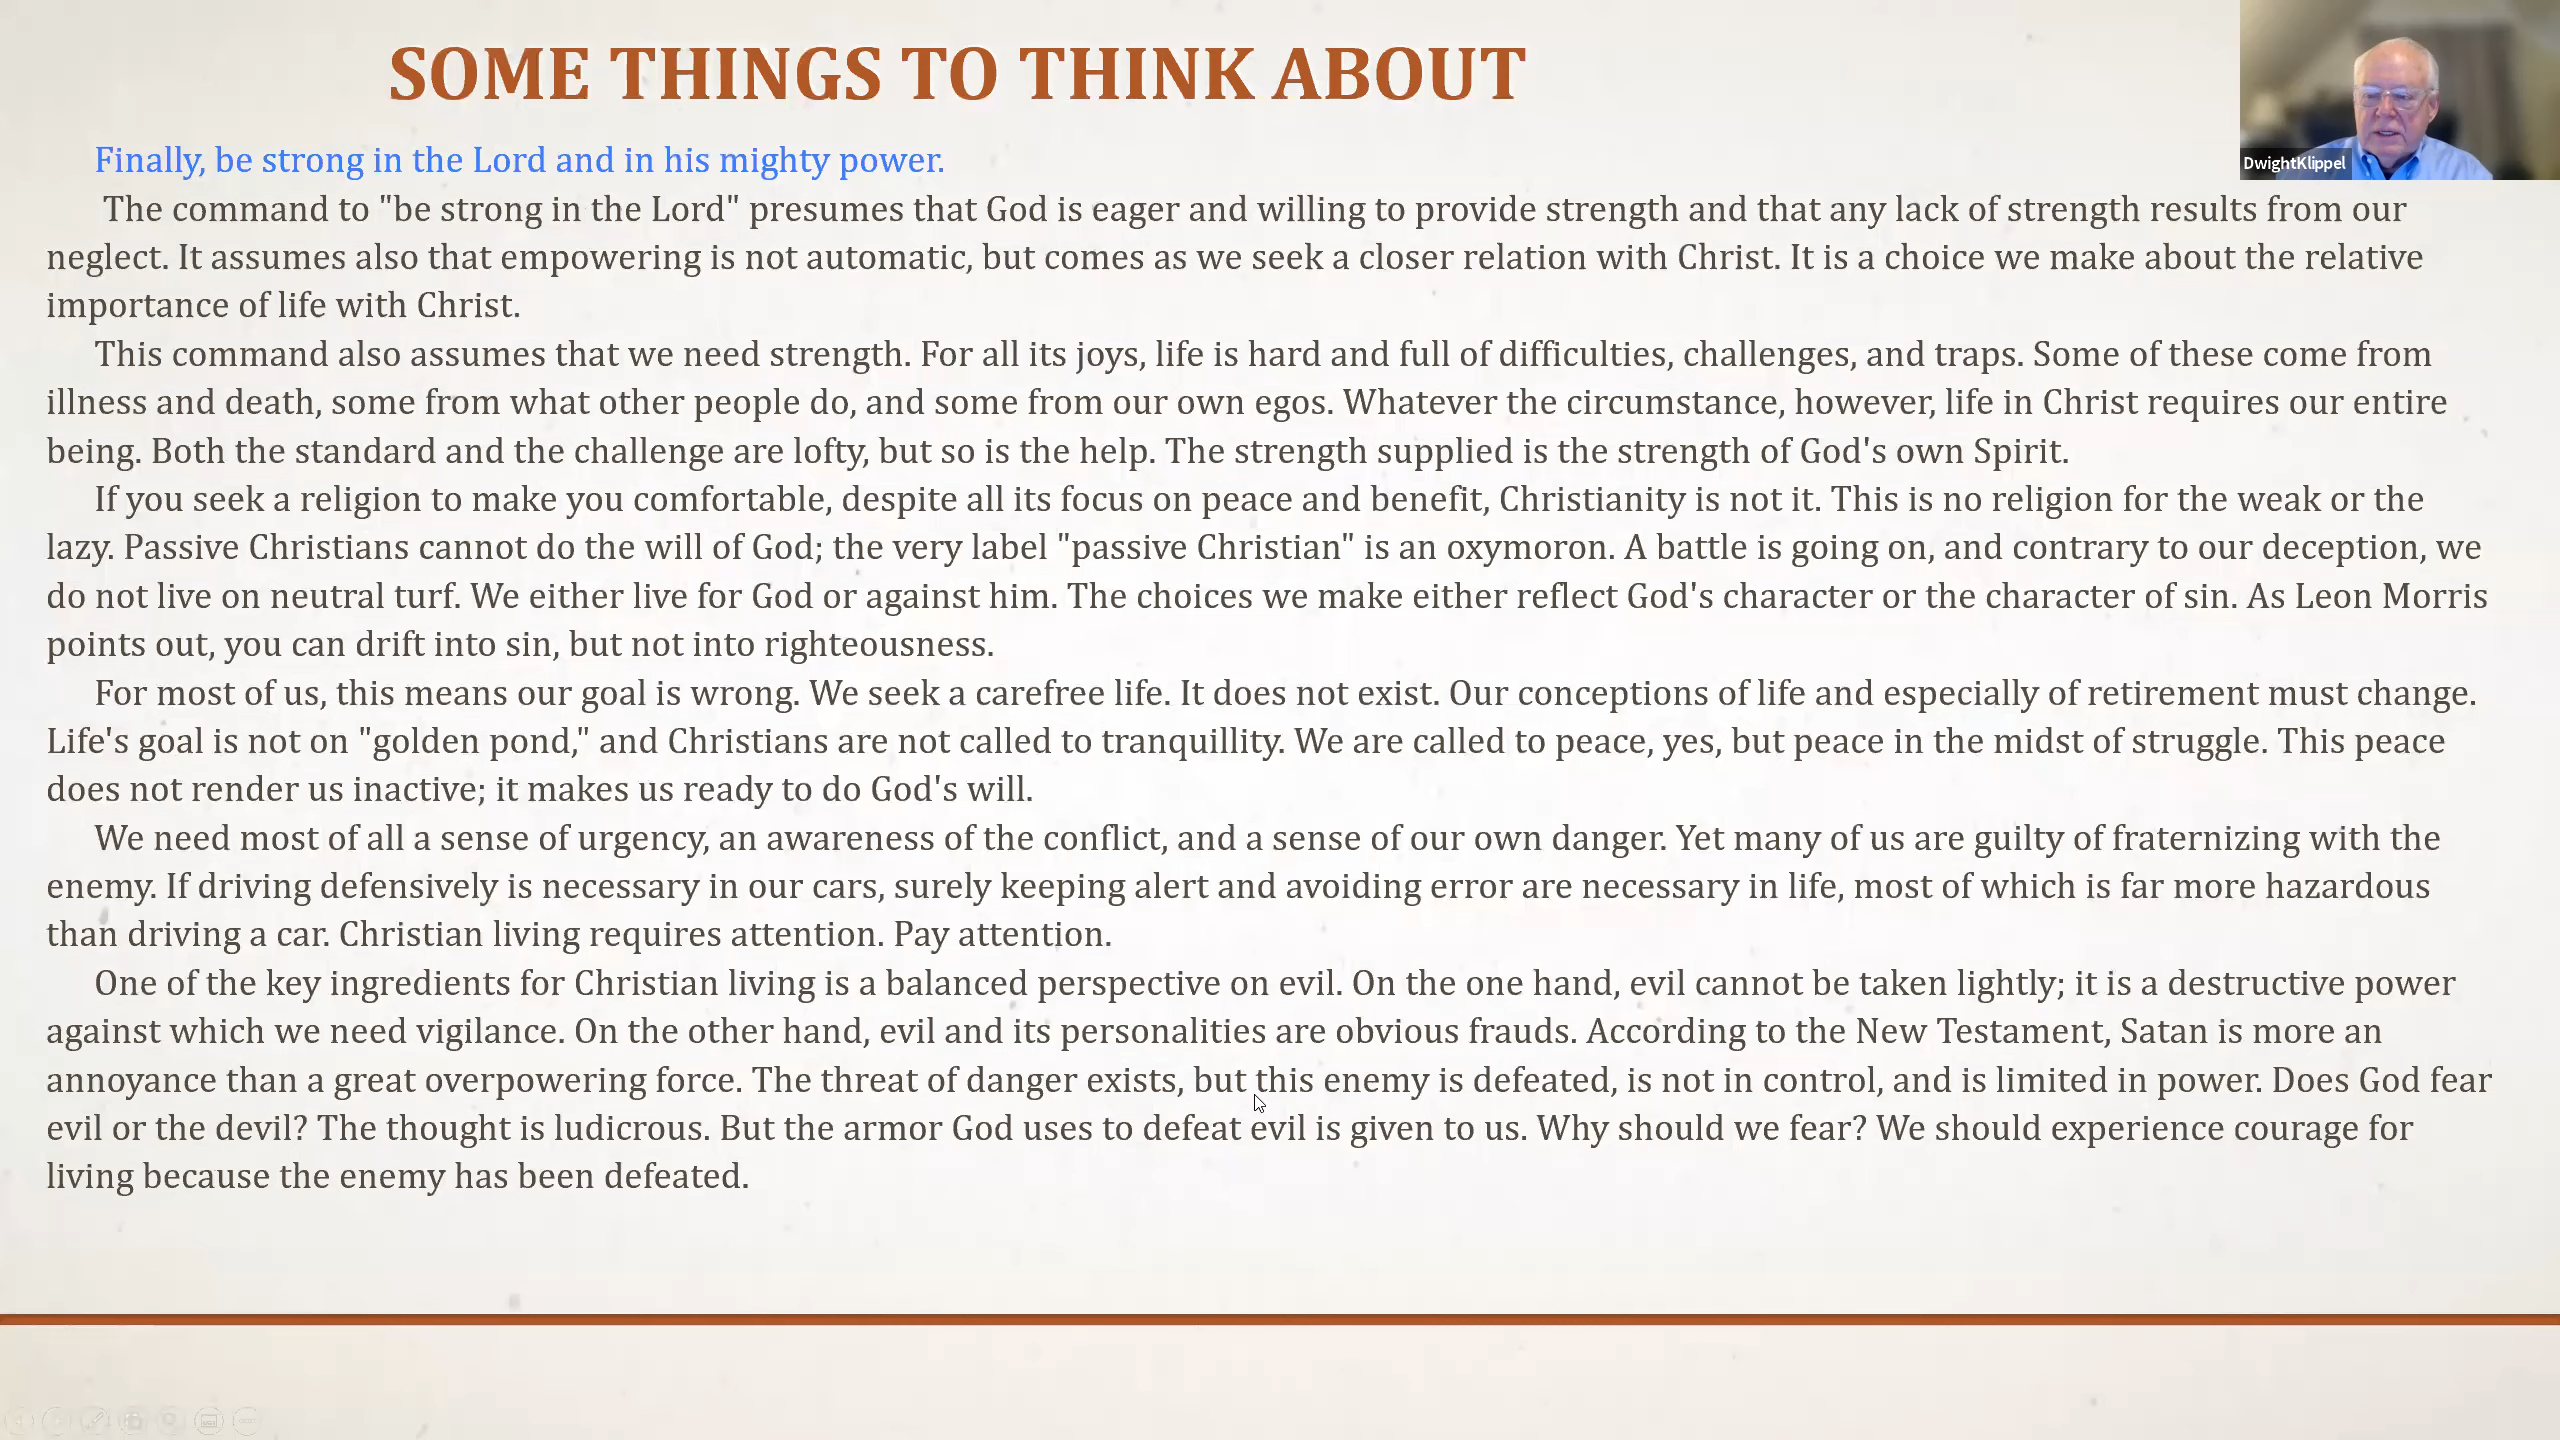 SOME THINGS TO THINK ABOUT
DwightKlippel
Finally, be strong in the Lord and in his mighty power.
The command to "be strong in the Lord" presumes that God is eager and willing to provide strength and that any lack of strength results from our
neglect. It assumes also that empowering is not automatic, but comes as we seek a closer relation with Christ. It is a choice we make about the relative
importance of life with Christ.
This command also assumes that we need strength. For all its joys, life is hard and full of difficulties, challenges, and traps. Some of these come from
illness and death, some from what other people do, and some from our own egos. Whatever the circumstance, however, life in Christ requires our entire
being. Both the standard and the challenge are lofty, but so is the help. The strength supplied is the strength of God's own Spirit.
If you seek a religion to make you comfortable, despite all its focus on peace and benefit, Christianity is not it. This is no religion for the weak or the
lazy. Passive Christians cannot do the will of God; the very label "passive Christian" is an oxymoron. A battle is going on, and contrary to our deception, we
do not live on neutral turf. We either live for God or against him. The choices we make either reflect God's character or the character of sin. As Leon Morris
points out, you can drift into sin, but not into righteousness.
For most of us, this means our goal is wrong. We seek a carefree life. It does not exist. Our conceptions of life and especially of retirement must change.
Life's goal is not on "golden pond," and Christians are not called to tranquillity. We are called to peace, yes, but peace in the midst of struggle. This peace
does not render us inactive; it makes us ready to do God's will.
We need most of all a sense of urgency, an awareness of the conflict, and a sense of our own danger. Yet many of us are guilty of fraternizing with the
enemy. If driving defensively is necessary in our cars, surely keeping alert and avoiding error are necessary in life, most of which is far more hazardous
than driving a car. Christian living requires attention. Pay attention.
One of the key ingredients for Christian living is a balanced perspective on evil. On the one hand, evil cannot be taken lightly; it is a destructive power
against which we need vigilance. On the other hand, evil and its personalities are obvious frauds. According to the New Testament, Satan is more an
annoyance than a great overpowering force. The threat of danger exists, but this enemy is defeated, is not in control, and is limited in power. Does God fear
evil or the devil? The thought is ludicrous. But the armor God uses to defeat evil is given to us. Why should we fear? We should experience courage for
living because the enemy has been defeated.